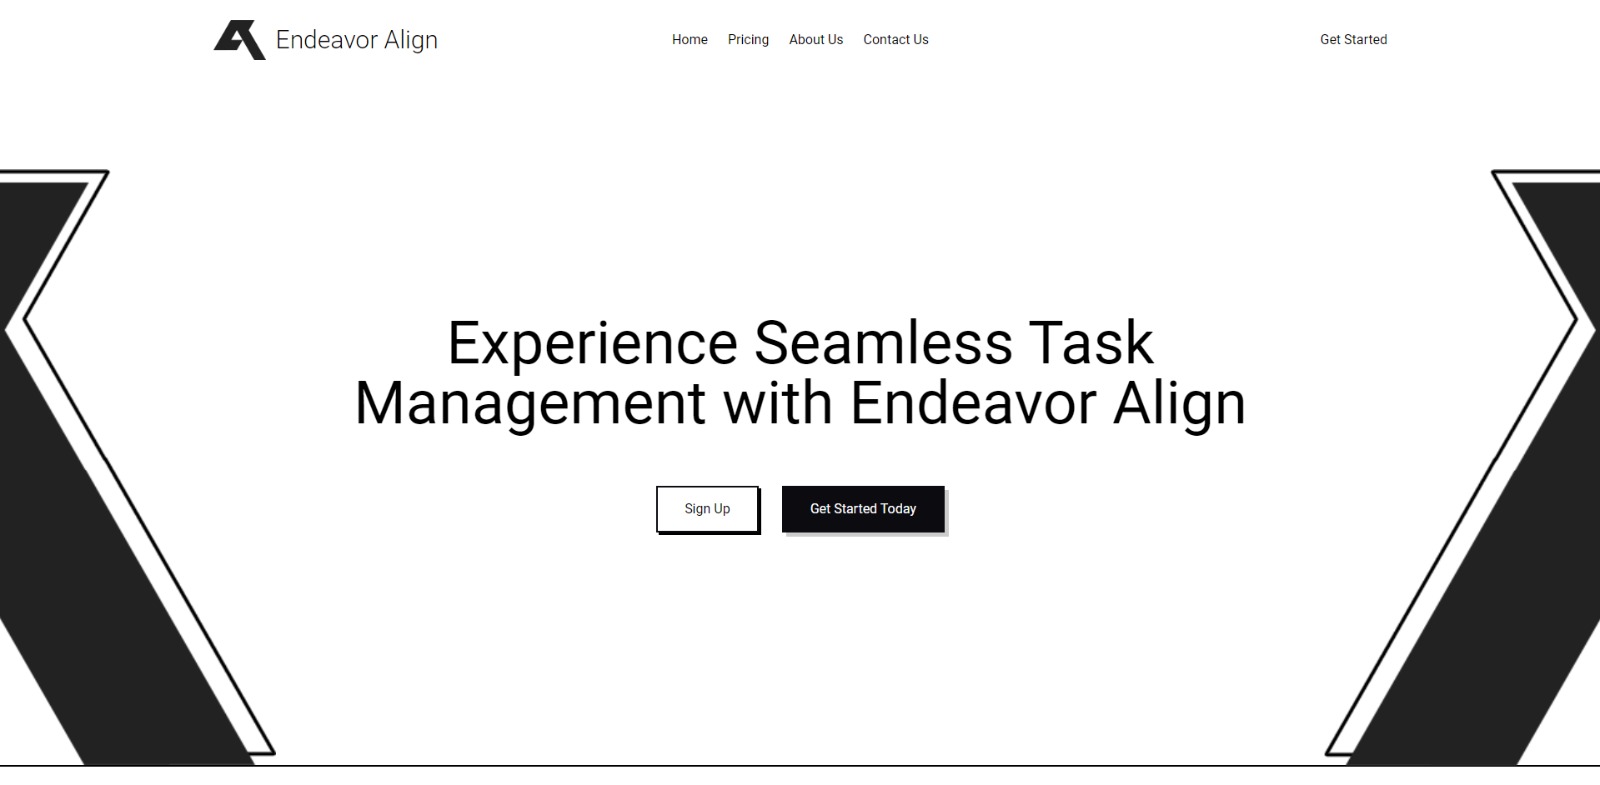 Endeavor Align
Home Pricing About Us Contact Us
Get Started
Experience Seamless Task
Management with Endeavor Align
Sign Up
Get Started Today